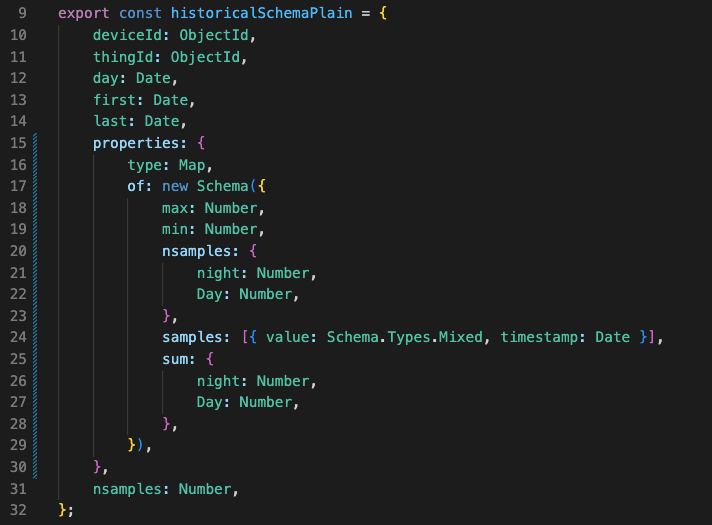 9 export const historicalSchemaPlain = {
10     deviceId: ObjectId,
11     thingId: ObjectId,
12     day: Date,
13     first: Date,
14     last: Date,
15     properties: {
16         type: Map,
17         of: new Schema({
18             max: Number,
19             min: Number,
20             nsamples: {
21                 night: Number,
22                 Day: Number,
23             },
24             samples: [{ value: Schema.Types.Mixed, timestamp: Date }],
25             sum: {
26                 night: Number,
27                 Day: Number,
28             },
29         }),
30     },
31     nsamples: Number,
32 };